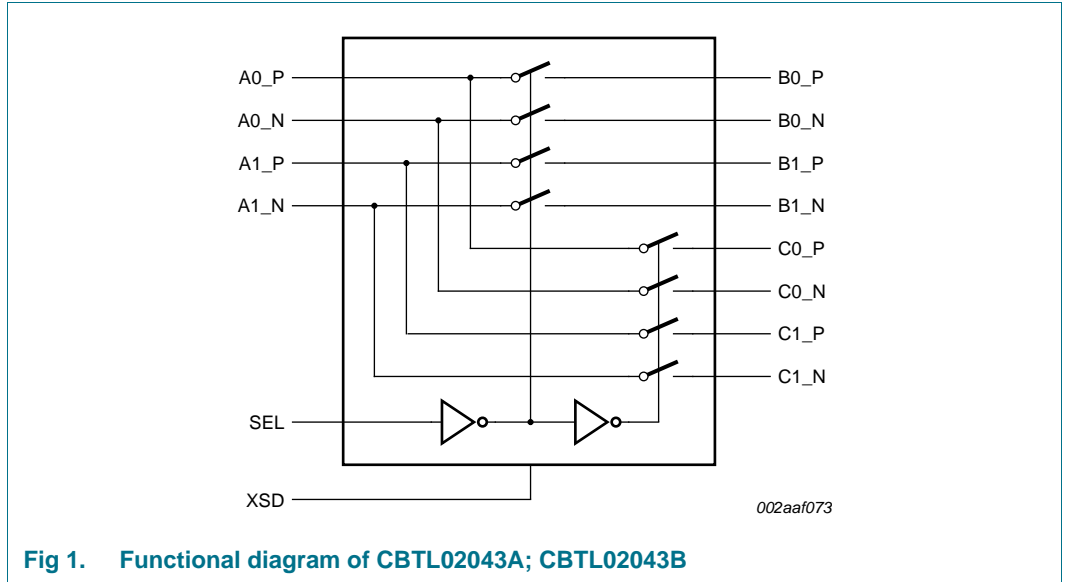 A0_P
B0_P
A0_N
B0_N
A1_P
B1_P
A1_N
B1_N
C0_P
C0_N
C1_P
C1_N
SEL
XSD
002aaf073
Fig 1. Functional diagram of CBTL02043A; CBTL02043B